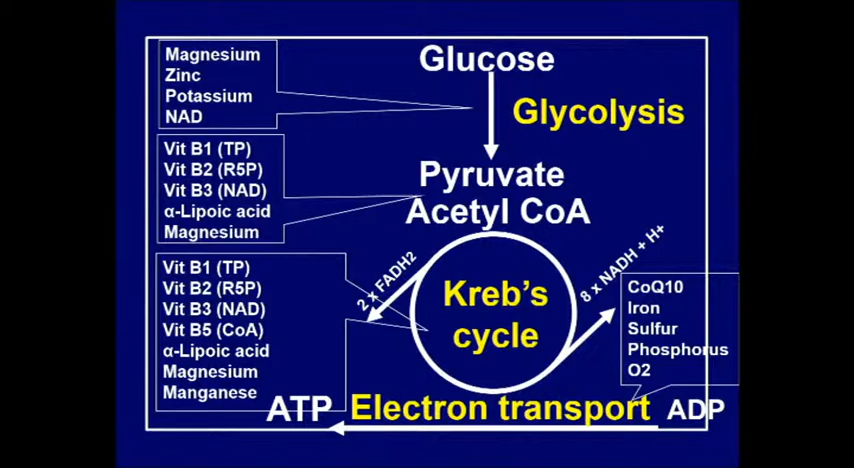 Magnesium
Zinc
Potassium
NAD
Glucose
Glycolysis
Vit B1 (TP)
Vit B2 (R5P)
Vit B3 (NAD)
α-Lipoic acid
Magnesium
Pyruvate
Acetyl CoA
Vit B1 (TP)
Vit B2 (R5P)
Vit B3 (NAD)
Vit B5 (CoA)
α-Lipoic acid
Magnesium
Manganese
2 x FADH2
Kreb's
cycle
8 x NADH + H+
CoQ10
Iron
Sulfur
Phosphorus
O2
ATP
Electron transport
ADP